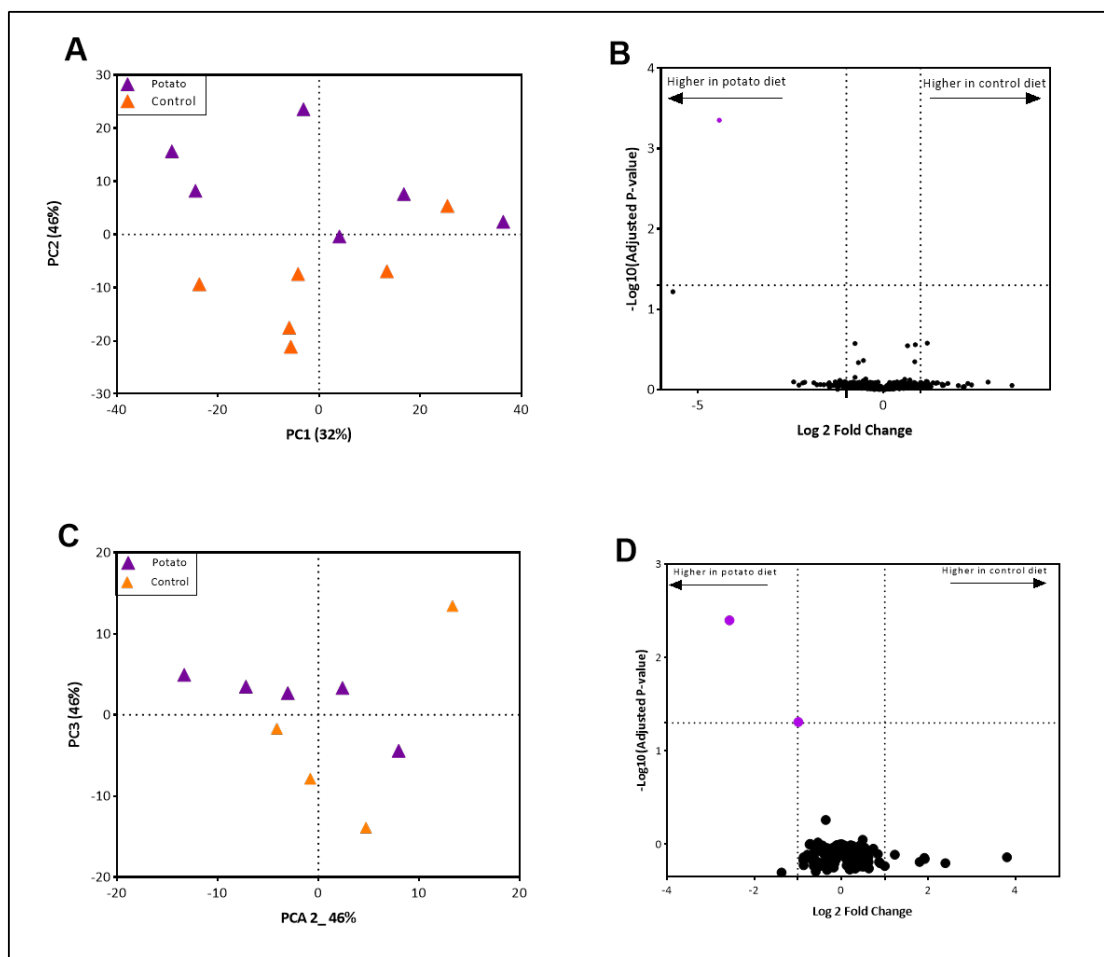 A
Potato
Control
30
20
10
0
-10
-20
-30
-40
-20
0
20
40
PC2 (46%)
PC1 (32%)
B
Higher in potato diet
Higher in control diet
4
3
2
1
0
-5
0
-Log10(Adjusted P-value)
Log 2 Fold Change
C
Potato
Control
20
10
0
-10
-20
-20
-10
0
10
20
PC3 (46%)
PCA 2_ 46%
D
Higher in potato diet
Higher in control diet
3
2
1
-0
-4
-2
0
2
4
-Log10(Adjusted P-value)
Log 2 Fold Change